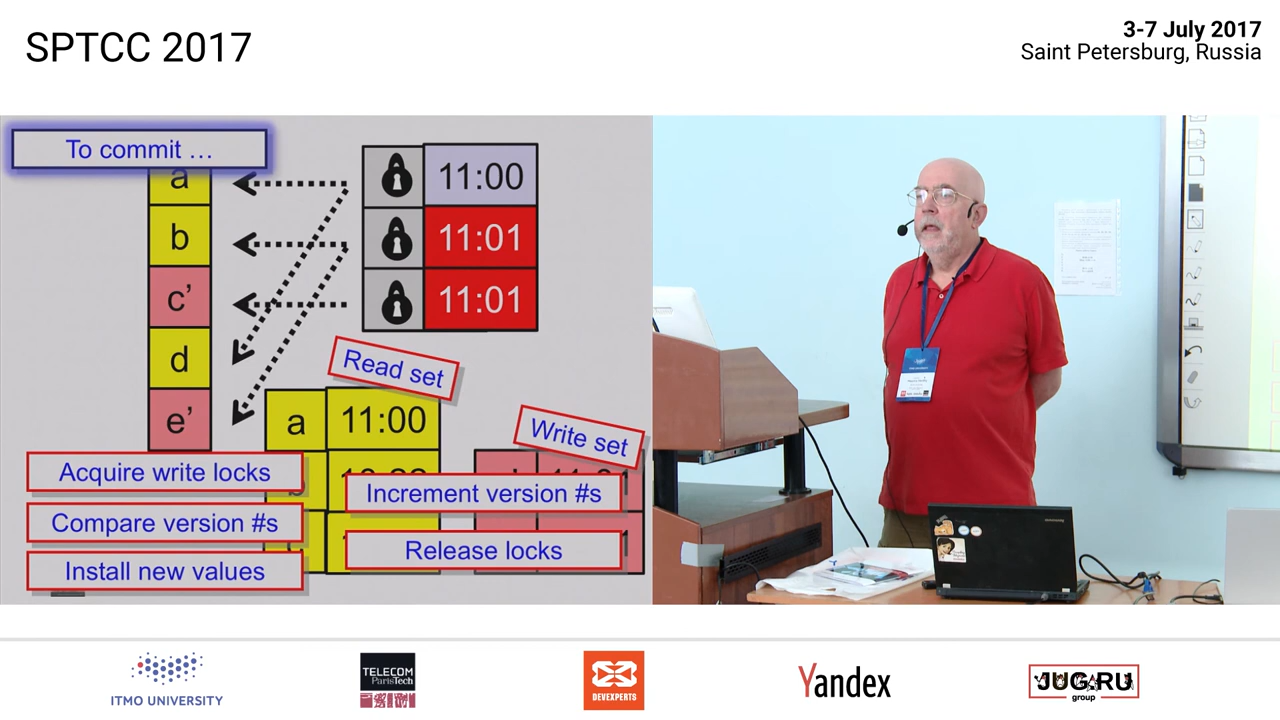 SPTCC 2017
3-7 July 2017
Saint Petersburg, Russia
To commit …
a
b
c’
d
e’
11:00
11:01
11:01
Read set
a
11:00
Write set
Acquire write locks
Compare version #s
Install new values
Increment version #s
Release locks
ITMO UNIVERSITY
TELECOM
ParisTech
DEVEXPERTS
Yandex
JUG.RU
group